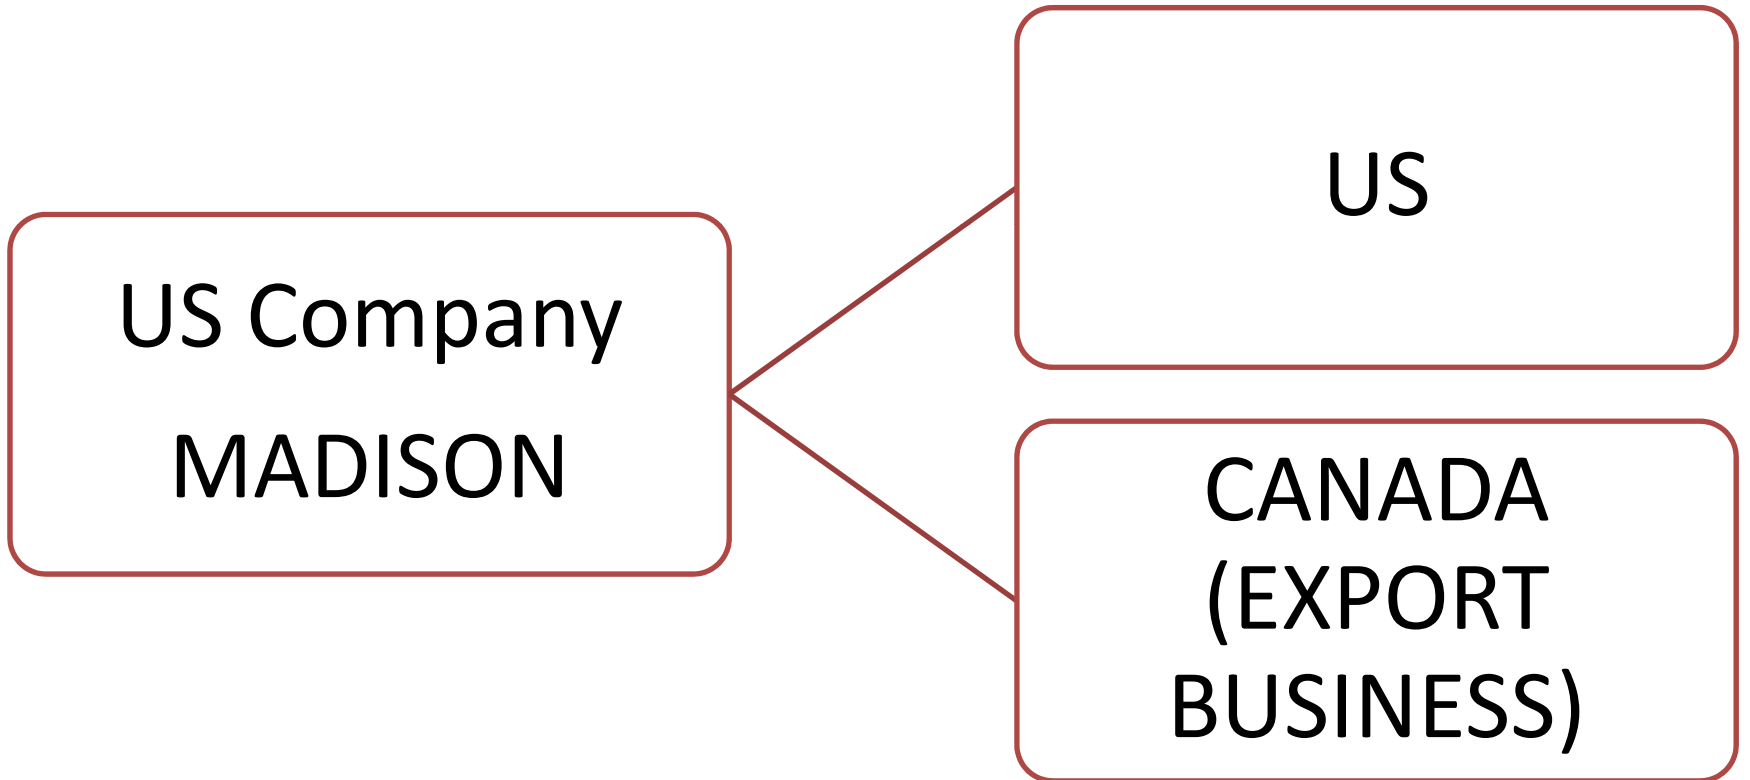 US Company
MADISON
US
CANADA
(EXPORT
BUSINESS)